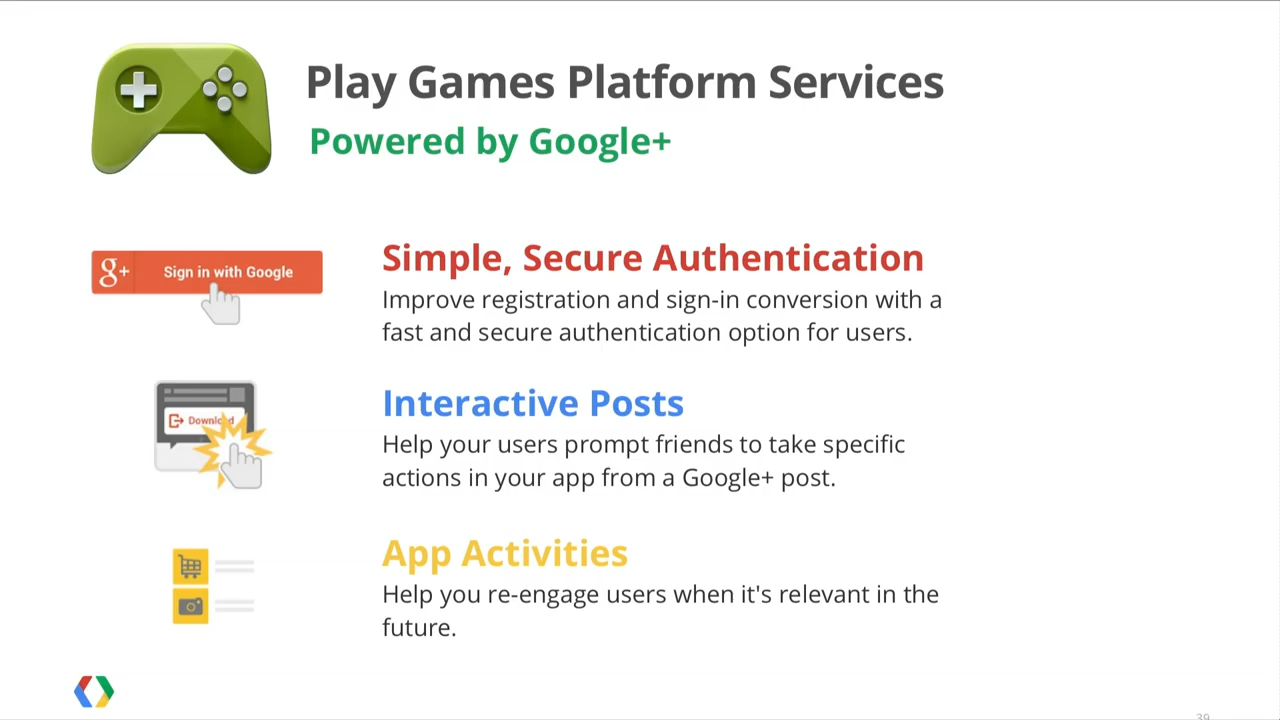 Play Games Platform Services
Powered by Google+
g+ Sign in with Google
Simple, Secure Authentication
Improve registration and sign-in conversion with a
fast and secure authentication option for users.
Download
Interactive Posts
Help your users prompt friends to take specific
actions in your app from a Google+ post.
App Activities
Help you re-engage users when it's relevant in the
future.
39